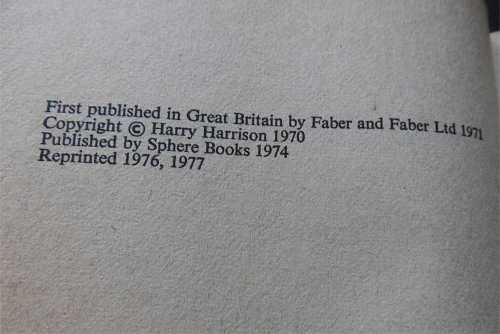 First published in Great Britain by Faber and Faber Ltd 1971
Copyright © Harry Harrison 1970
Published by Sphere Books 1974
Reprinted 1976, 1977